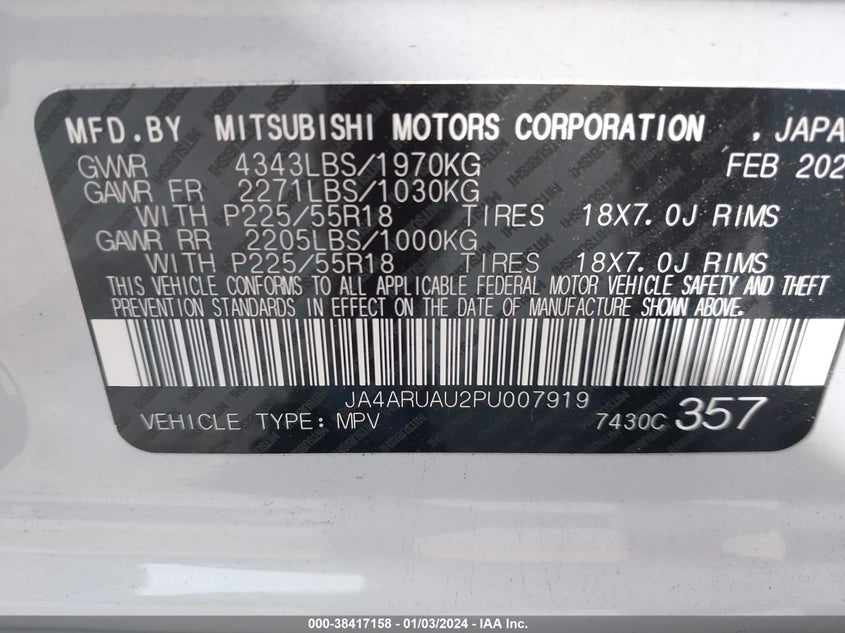 MFD.BY MITSUBISHI MOTORS CORPORATION , JAPA
GVWR 4343LBS/1970KG FEB 202
GAWR FR 2271LBS/1030KG
WITH P225/55R18 TIRES 18X7.0J RIMS
GAWR RR 2205LBS/1000KG
WITH P225/55R18 TIRES 18X7.0J RIMS
THIS VEHICLE CONFORMS TO ALL APPLICABLE FEDERAL MOTOR VEHICLE SAFETY AND THEFT
PREVENTION STANDARDS IN EFFECT ON THE DATE OF MANUFACTURE SHOWN ABOVE.
JA4ARUAU2PU007919
VEHICLE TYPE: MPV 7430C 357
000-38417158 - 01/03/2024 - IAA Inc.